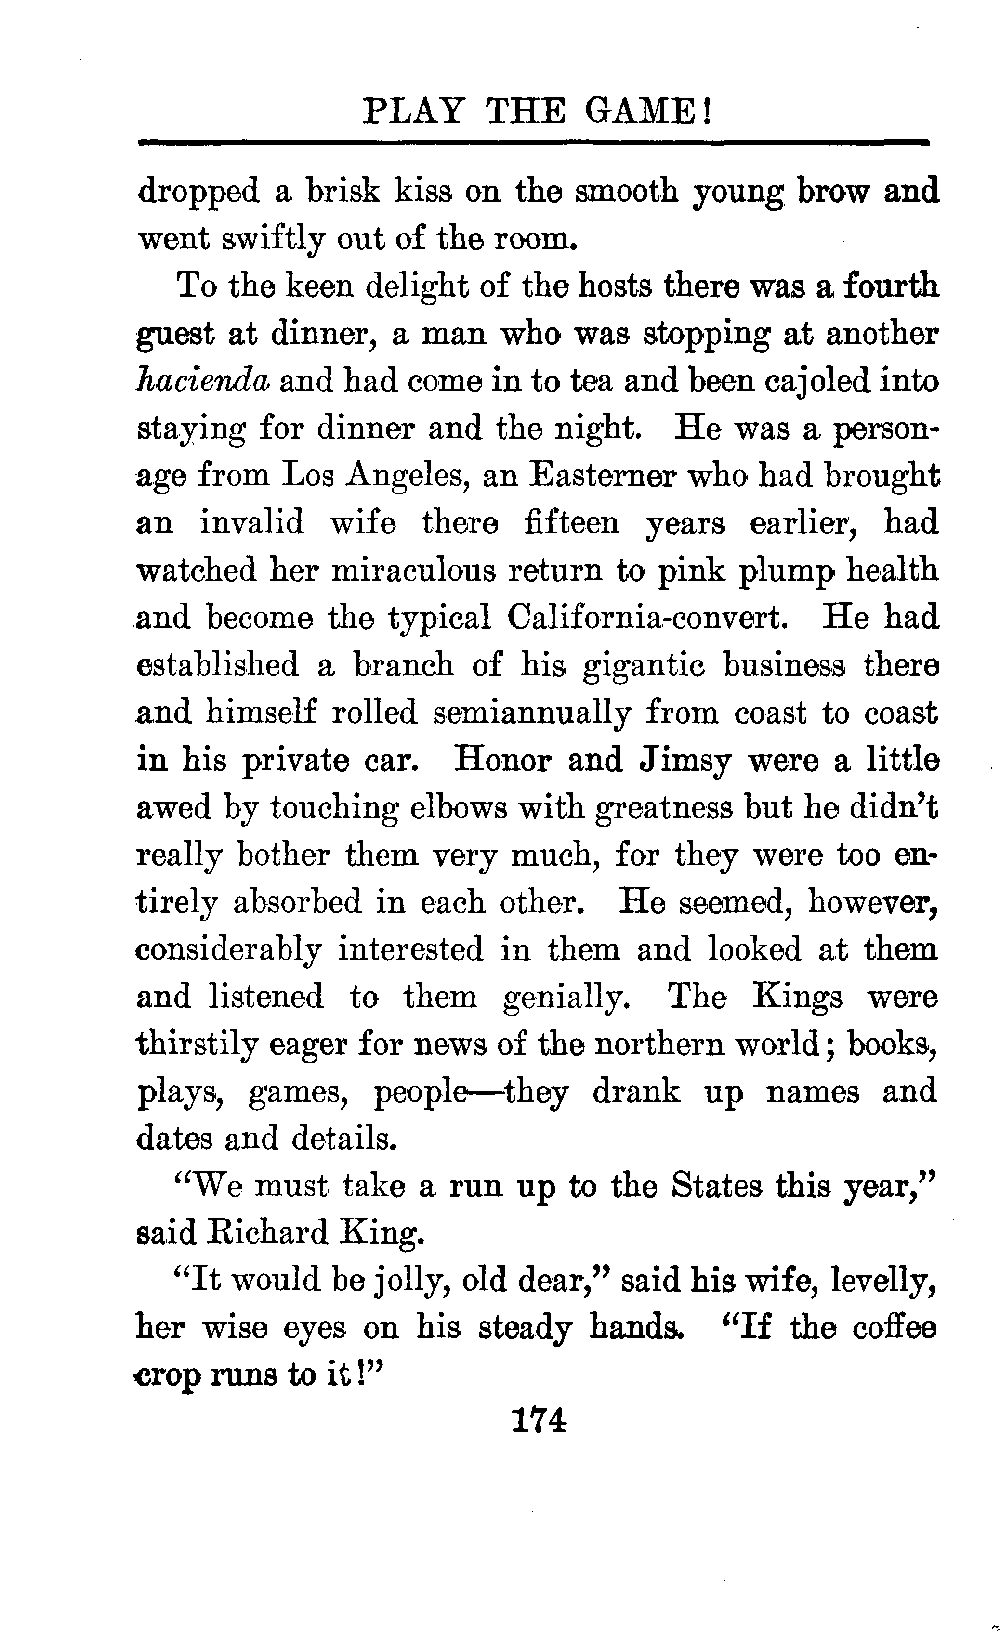 PLAY THE GAME!
dropped a brisk kiss on the smooth young brow and
went swiftly out of the room.
To the keen delight of the hosts there was a fourth
guest at dinner, a man who was stopping at another
hacienda and had come in to tea and been cajoled into
staying for dinner and the night. He was a person-
age from Los Angeles, an Easterner who had brought
an invalid wife there fifteen years earlier, had
watched her miraculous return to pink plump health
and become the typical California-convert. He had
established a branch of his gigantic business there
and himself rolled semiannually from coast to coast
in his private car. Honor and Jimsy were a little
awed by touching elbows with greatness but he didn't
really bother them very much, for they were too en-
tirely absorbed in each other. He seemed, however,
considerably interested in them and looked at them
and listened to them genially. The Kings were
thirstily eager for news of the northern world; books,
plays, games, people—they drank up names and
dates and details.
"We must take a run up to the States this year,"
said Richard King.
"It would be jolly, old dear," said his wife, levelly,
her wise eyes on his steady hands. "If the coffee
crop runs to it!"
174